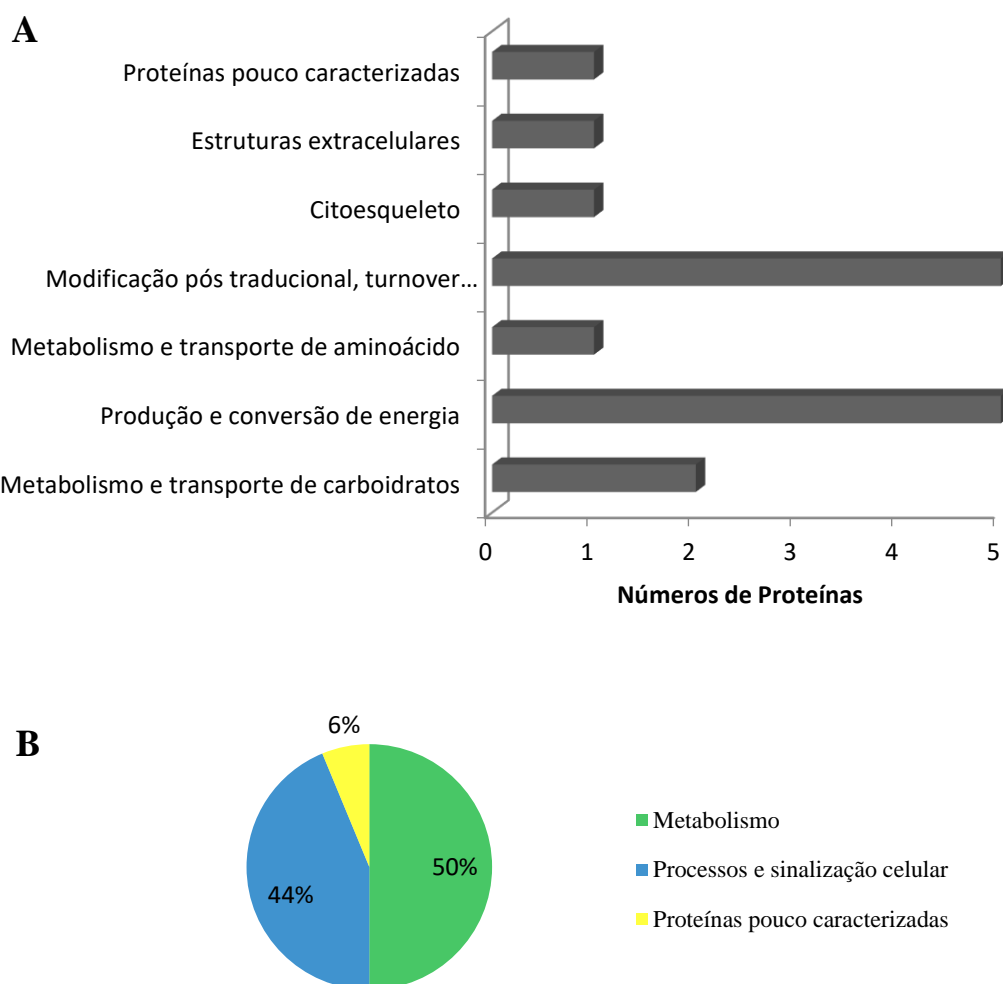 A
Proteínas pouco caracterizadas
Estruturas extracelulares
Citoesqueleto
Modificação pós traducional, turnover...
Metabolismo e transporte de aminoácido
Produção e conversão de energia
Metabolismo e transporte de carboidratos
0 1 2 3 4 5
Números de Proteínas
B
6%
50%
44%
Metabolismo
Processos e sinalização celular
Proteínas pouco caracterizadas